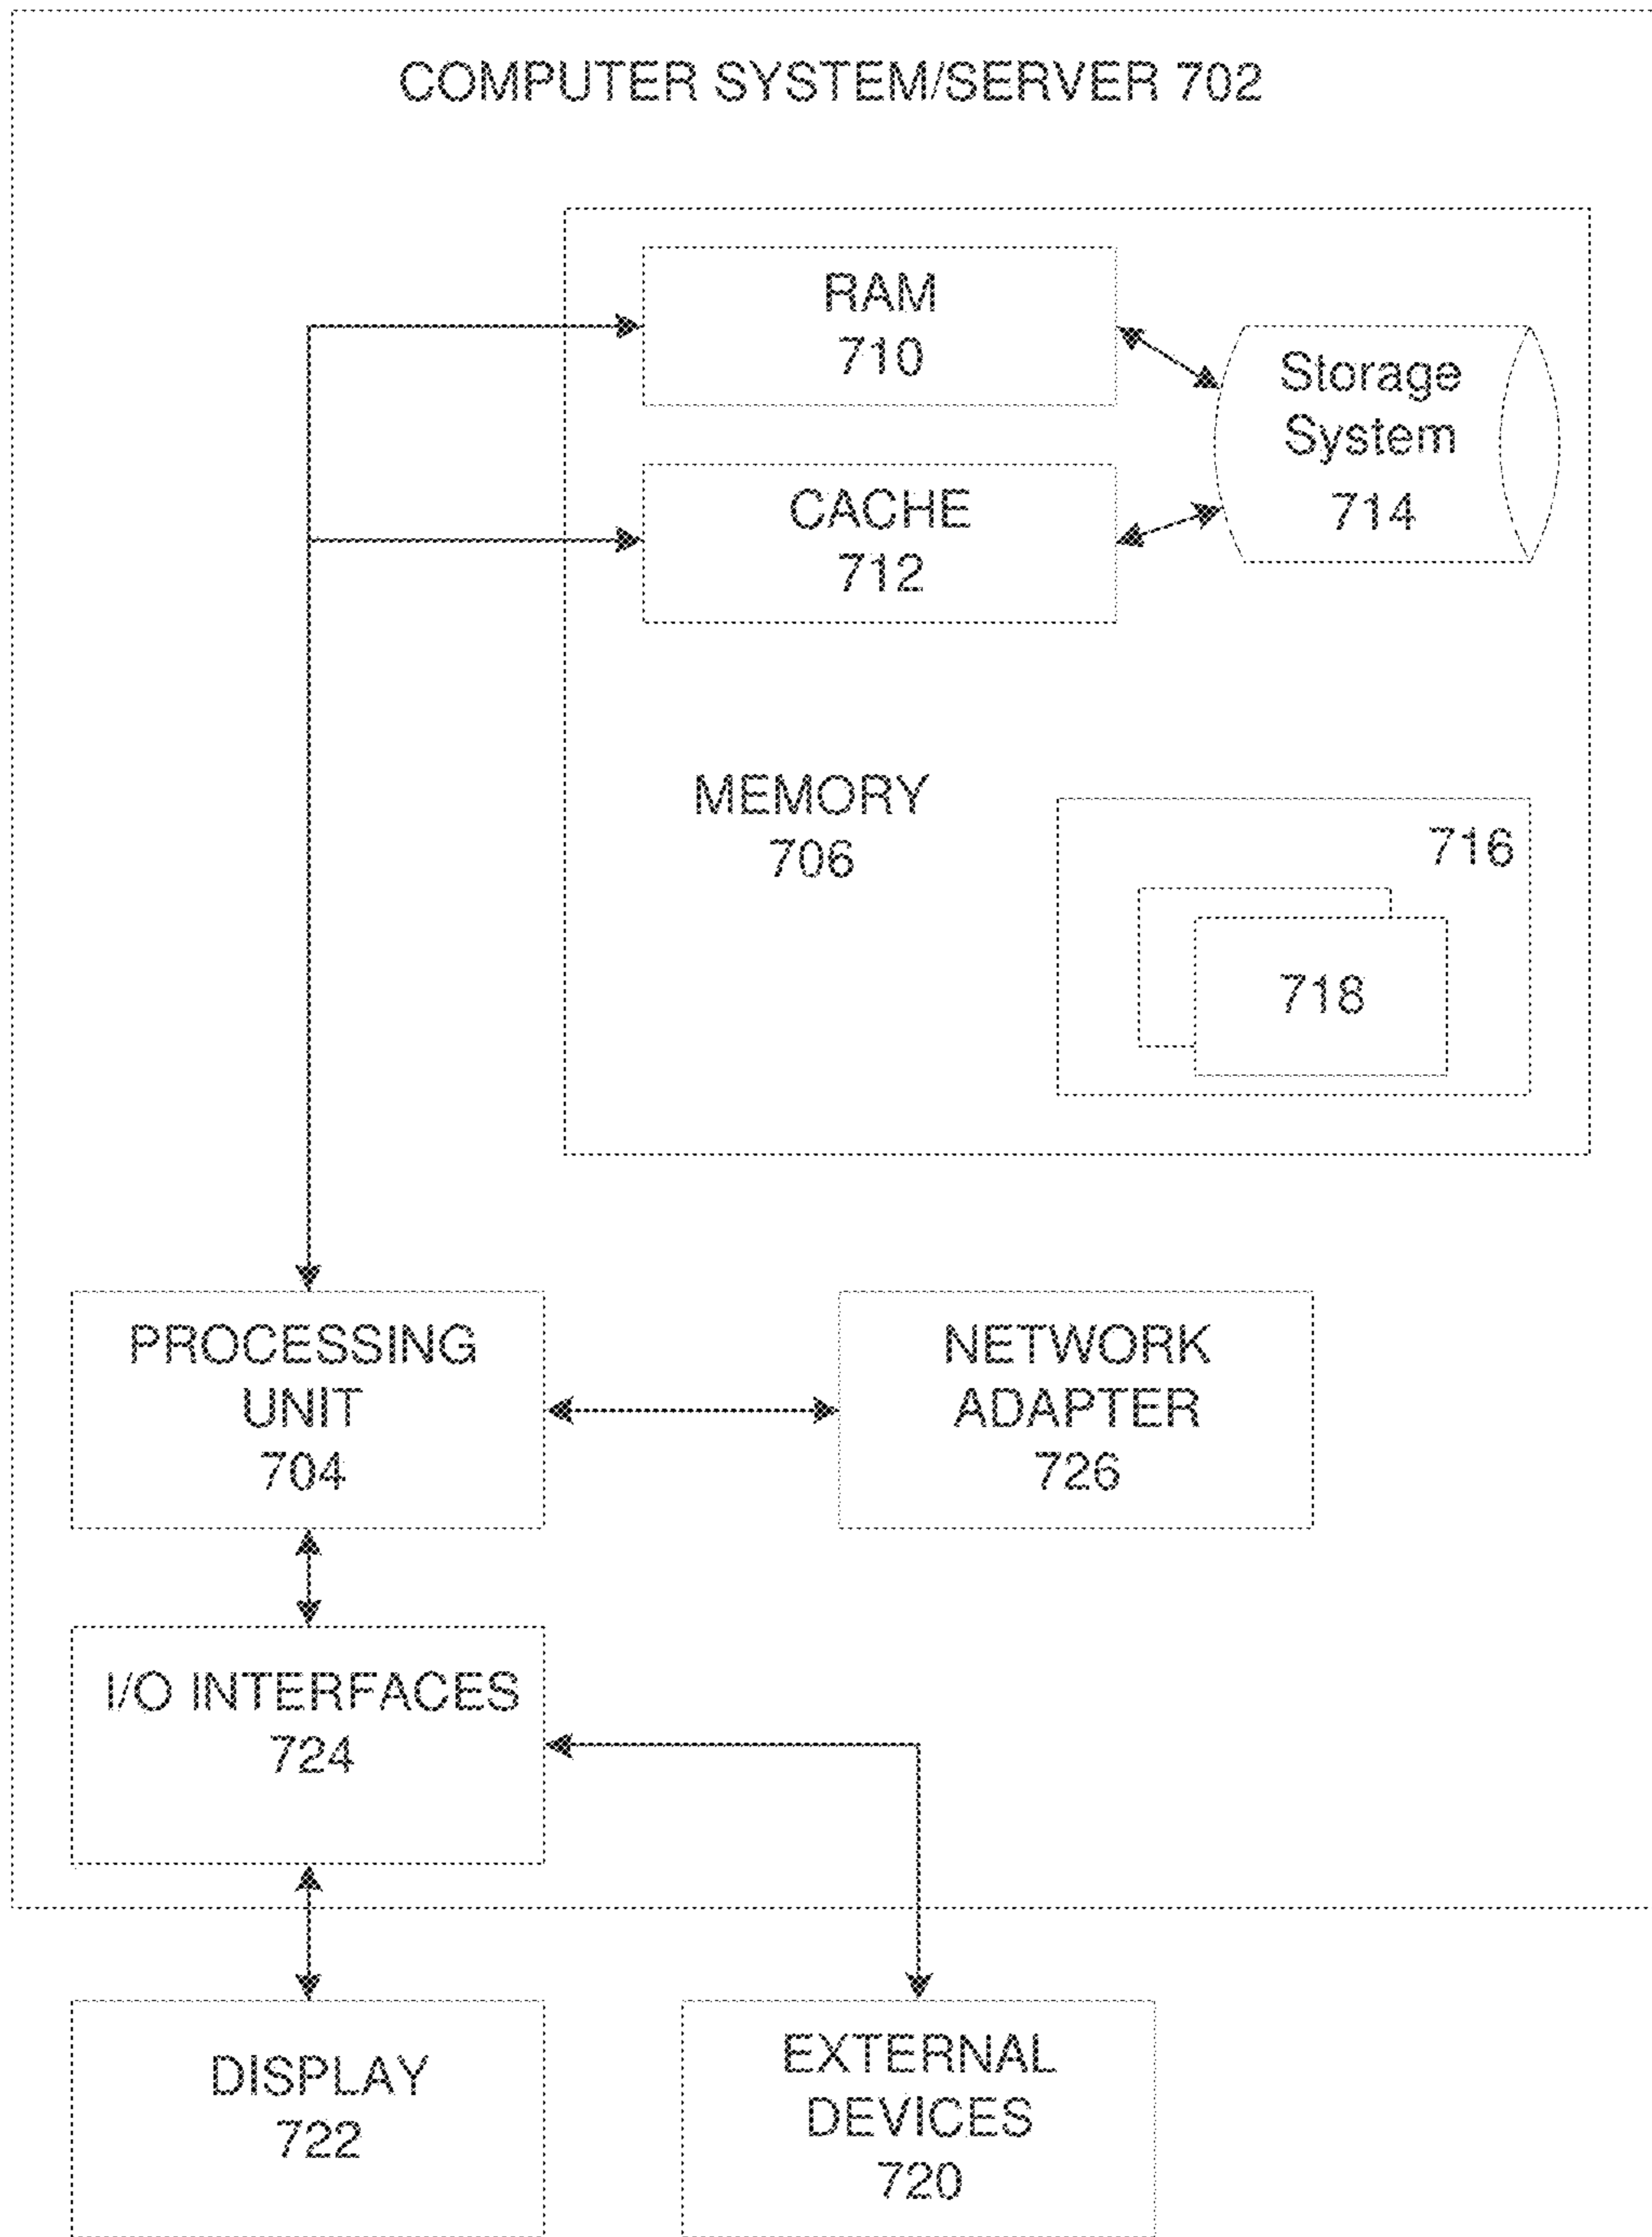 COMPUTER SYSTEM/SERVER 702
RAM
710
Storage
System
714
CACHE
712
MEMORY
706
716
718
PROCESSING
UNIT
704
NETWORK
ADAPTER
726
I/O INTERFACES
724
DISPLAY
722
EXTERNAL
DEVICES
720